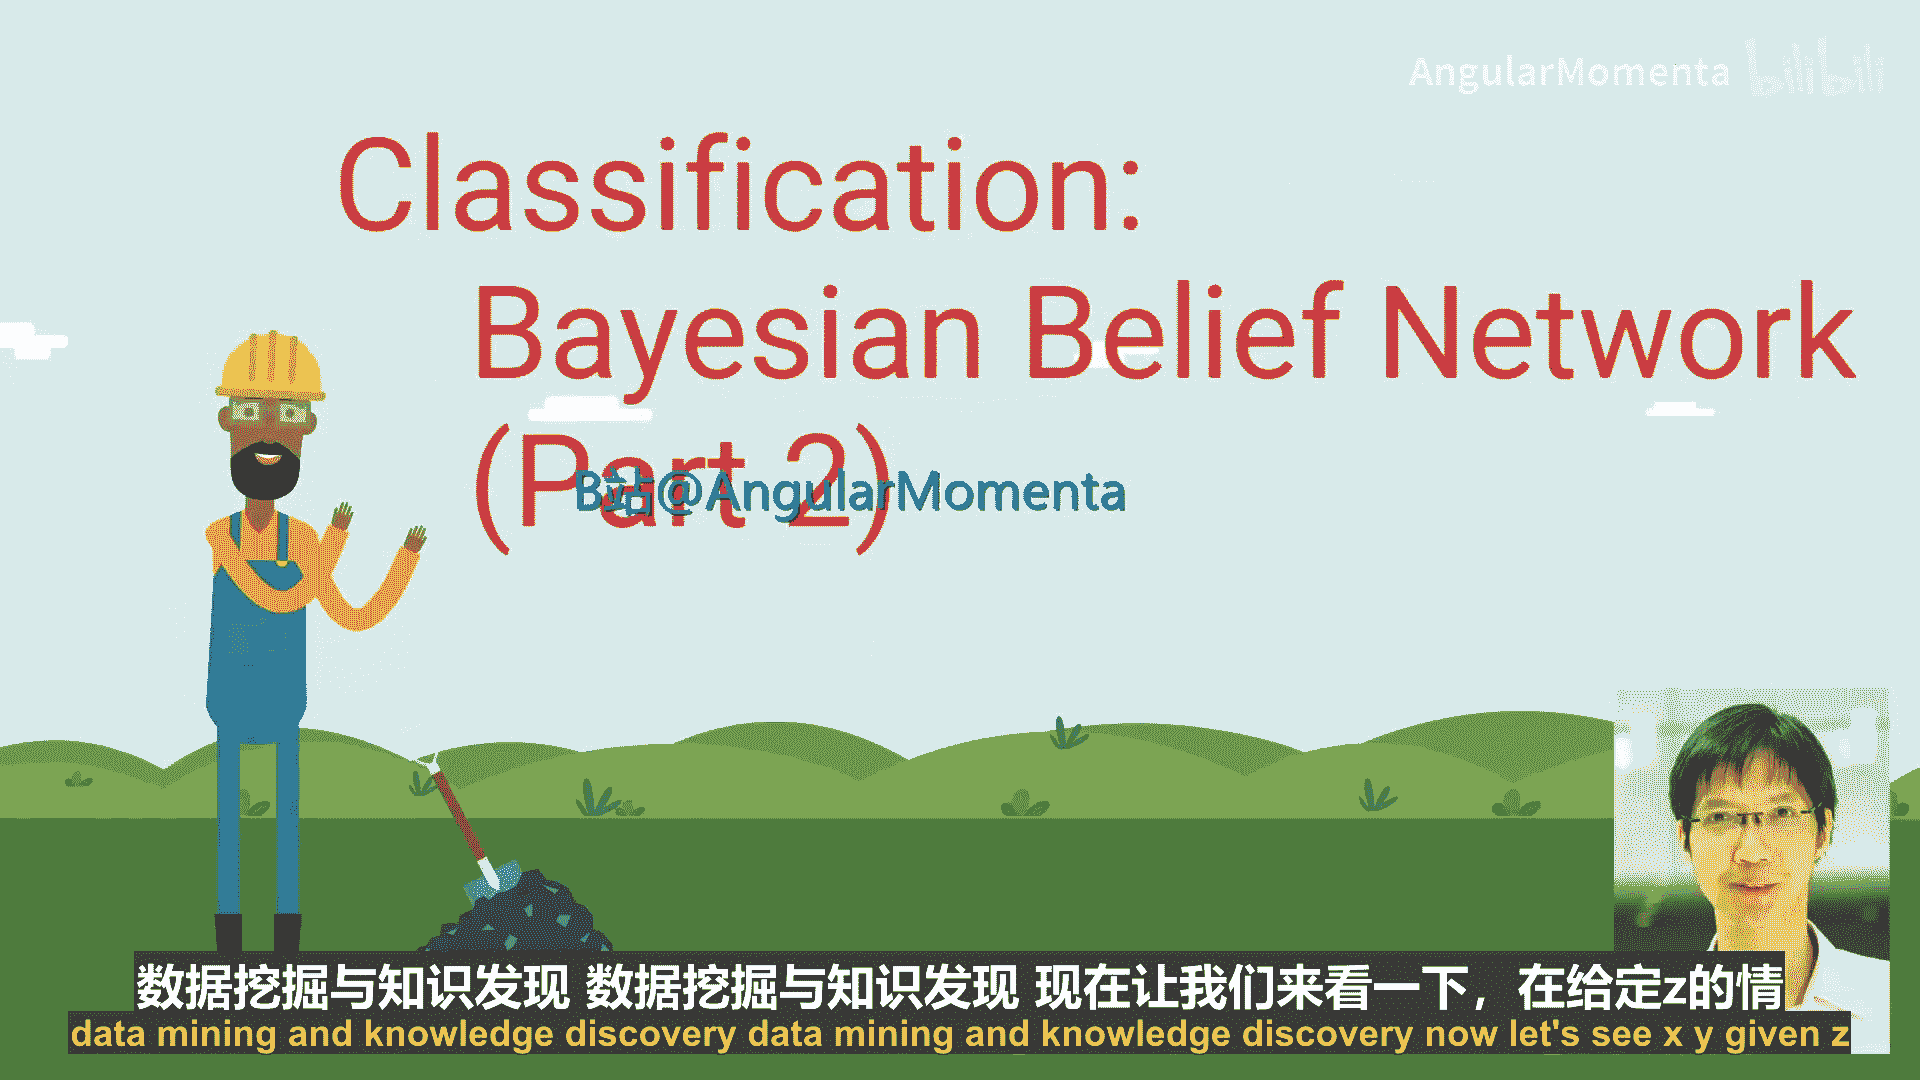 AngularMomenta bilibili
Classification:
Bayesian Belief Network
(Part 2)
B站@AngularMomenta
数据挖掘与知识发现 数据挖掘与知识发现 现在让我们来看一下，在给定z的情
data mining and knowledge discovery data mining and knowledge discovery now let's see x y given z